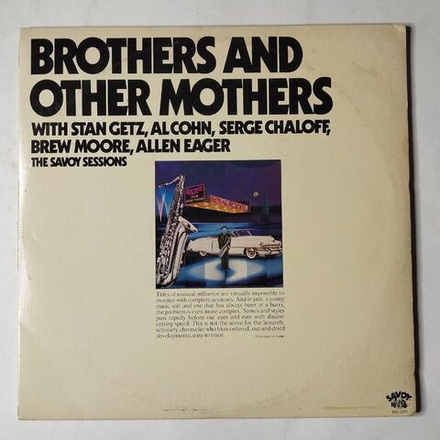 BROTHERS AND
OTHER MOTHERS
WITH STAN GETZ, AL COHN, SERGE CHALOFF,
BREW MOORE, ALLEN EAGER
THE SAVOY SESSIONS
Tides of musical influence are virtually impossible to
monitor with complete accuracy. And in jazz, a young
music still and one that has always been in a hurry,
the problem is even more complex. Names and styles
pass rapidly before our eyes and ears with discon-
certing speed. This is not the scene for the leisurely,
scholarly chronicler who likes ordered, cut-and-dried
developments, easy to trace.
SAVOY